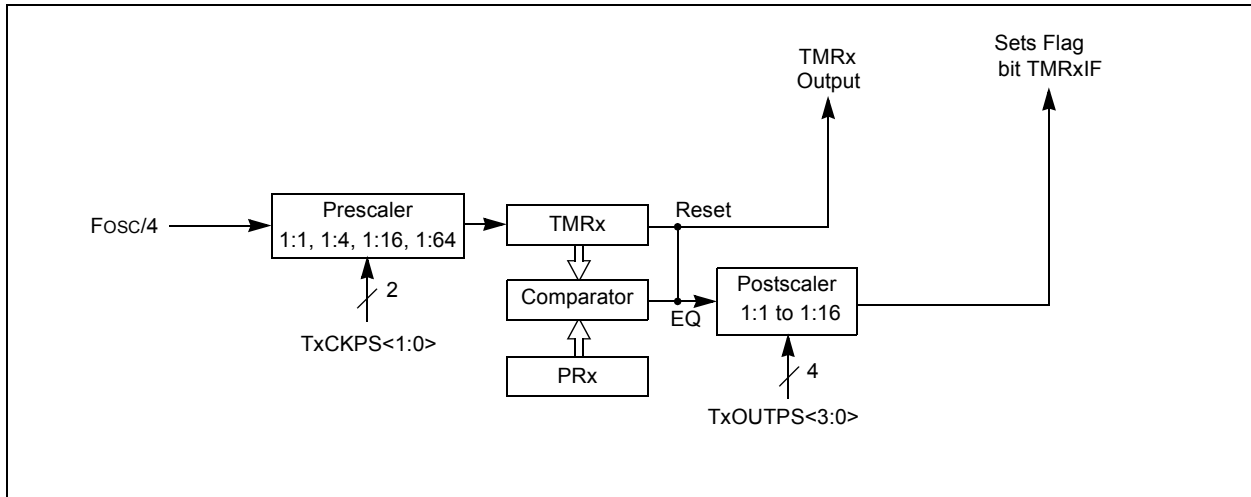 TMRx
Output
Sets Flag
bit TMRxIF
Fosc/4
Prescaler
1:1, 1:4, 1:16, 1:64
2
TxCKPS<1:0>
TMRx
Reset
Comparator
EQ
PRx
Postscaler
1:1 to 1:16
4
TxOUTPS<3:0>